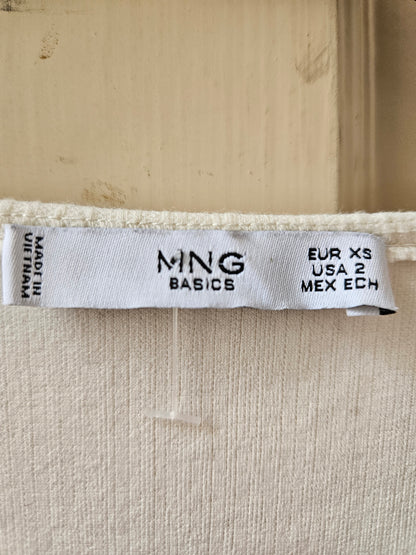 MADE IN
VIETNAM
MNG
BASICS
EUR XS
USA 2
MEX ECH